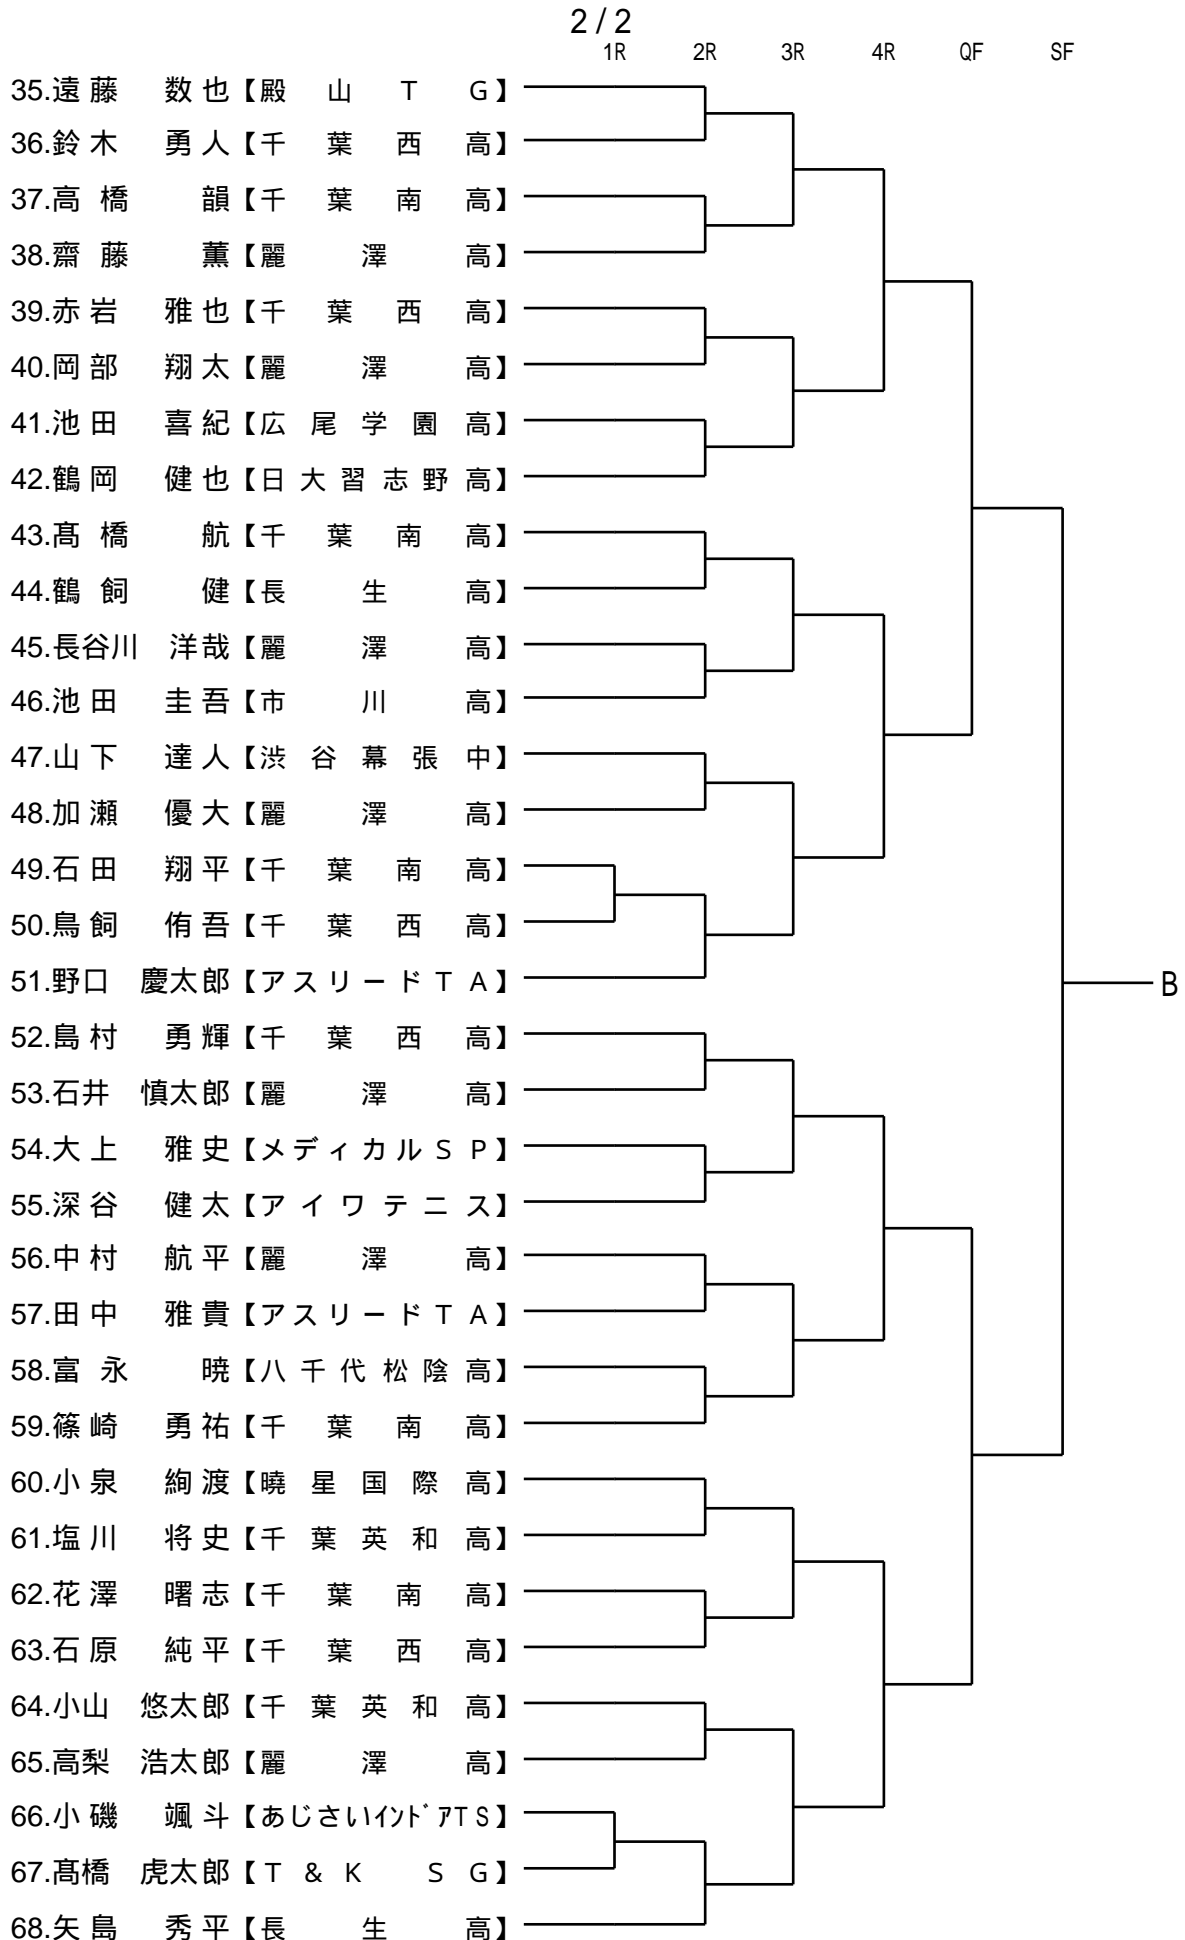 2 / 2
1R 2R 3R 4R QF SF
35.遠藤 数也【殿山TG】
36.鈴木 勇人【千葉西高】
37.高橋 韻【千葉南高】
38.齋藤 薫【麗澤高】
39.赤岩 雅也【千葉西高】
40.岡部 翔太【麗澤高】
41.池田 喜紀【広尾学園高】
42.鶴岡 健也【日大習志野高】
43.髙橋 航【千葉南高】
44.鶴飼 健【長生高】
45.長谷川 洋哉【麗澤高】
46.池田 圭吾【市川高】
47.山下 達人【渋谷幕張中】
48.加瀬 優大【麗澤高】
49.石田 翔平【千葉南高】
50.鳥飼 侑吾【千葉西高】
51.野口 慶太郎【アスリードTA】
B
52.島村 勇輝【千葉西高】
53.石井 慎太郎【麗澤高】
54.大上 雅史【メディカルSP】
55.深谷 健太【アイワテニス】
56.中村 航平【麗澤高】
57.田中 雅貴【アスリードTA】
58.富永 暁【八千代松陰高】
59.篠崎 勇祐【千葉南高】
60.小泉 絢渡【暁星国際高】
61.塩川 将史【千葉英和高】
62.花澤 曙志【千葉南高】
63.石原 純平【千葉西高】
64.小山 悠太郎【千葉英和高】
65.高梨 浩太郎【麗澤高】
66.小磯 颯斗【あじさいインドアTS】
67.髙橋 虎太郎【T&K SG】
68.矢島 秀平【長生高】